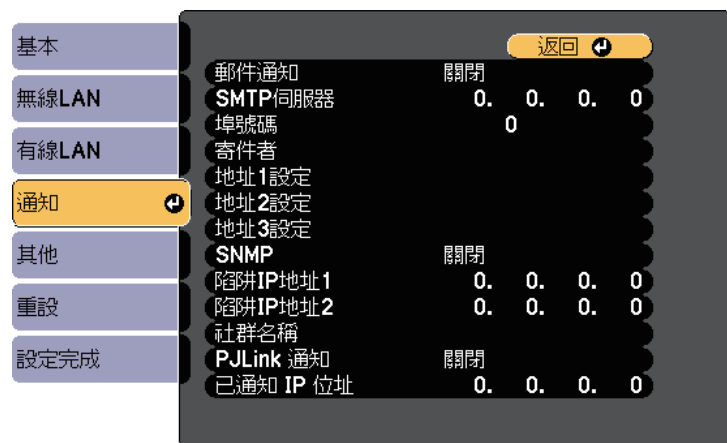 基本
無線LAN
有線LAN
通知
其他
重設
設定完成
返回
郵件通知 關閉
SMTP伺服器 0. 0. 0. 0
埠號碼 0
寄件者
地址1設定
地址2設定
地址3設定
SNMP 關閉
陷阱IP地址1 0. 0. 0. 0
陷阱IP地址2 0. 0. 0. 0
社群名稱
PJLink 通知 關閉
已通知 IP 位址 0. 0. 0. 0